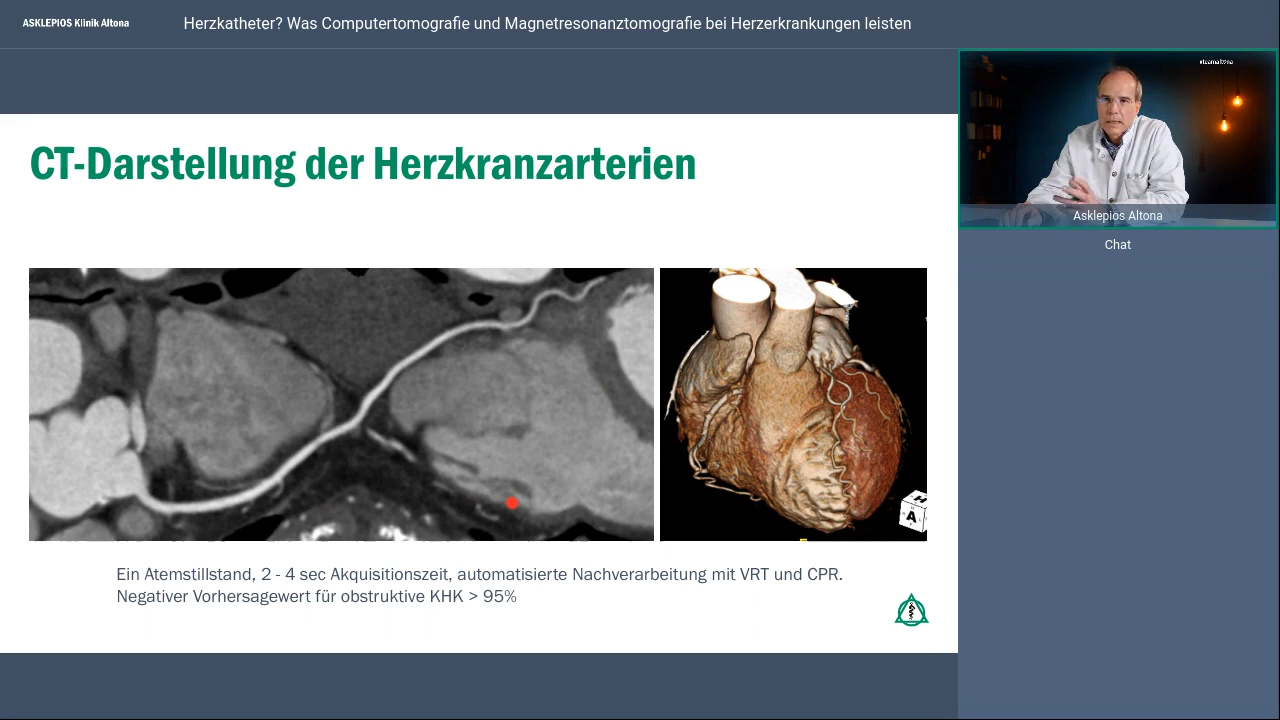 ASKLEPIOS Klinik Altona
Herzkatheter? Was Computertomografie und Magnetresonanztomografie bei Herzerkrankungen leisten
#teamaltona
CT-Darstellung der Herzkranzarterien
Asklepios Altona
Chat
H
A
Ein Atemstillstand, 2 - 4 sec Akquisitionszeit, automatisierte Nachverarbeitung mit VRT und CPR.
Negativer Vorhersagewert für obstruktive KHK > 95%